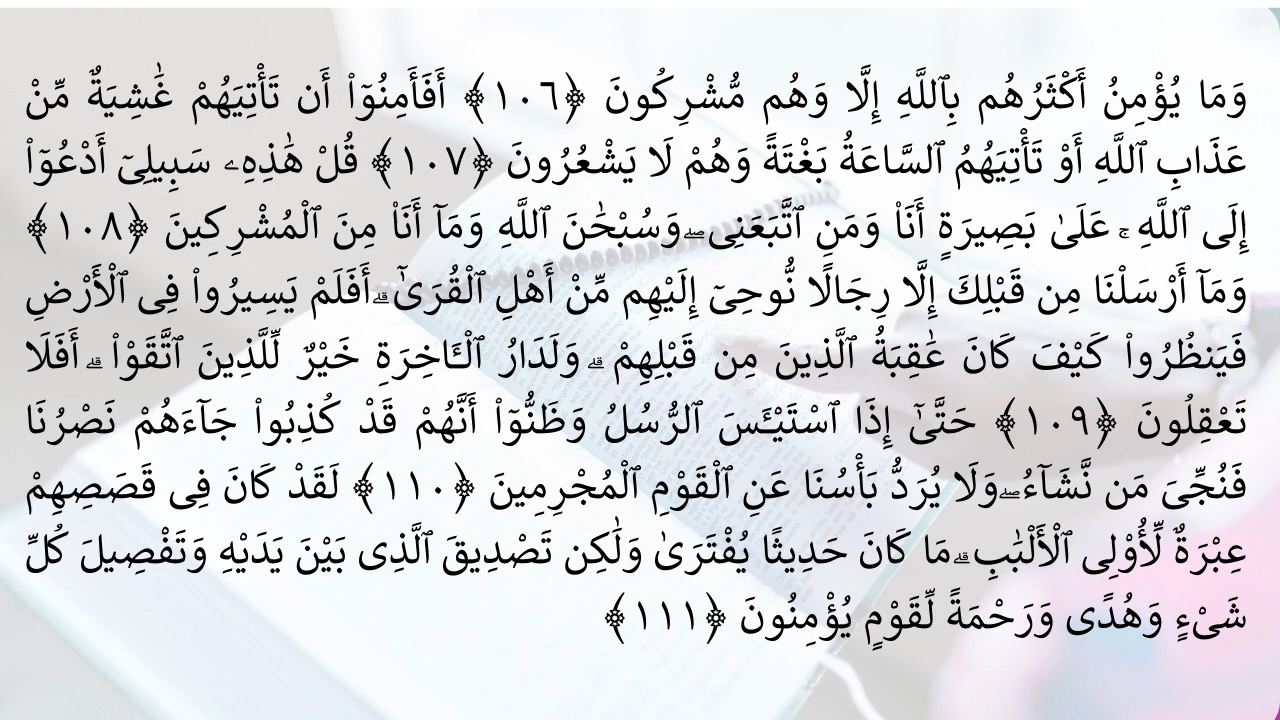 وَمَا يُؤْمِنُ أَكْثَرُهُم بِٱللَّهِ إِلَّا وَهُم مُّشْرِكُونَ ﴿١٠٦﴾ أَفَأَمِنُوٓا۟ أَن تَأْتِيَهُمْ غَٰشِيَةٌ مِّنْ
عَذَابِ ٱللَّهِ أَوْ تَأْتِيَهُمُ ٱلسَّاعَةُ بَغْتَةً وَهُمْ لَا يَشْعُرُونَ ﴿١٠٧﴾ قُلْ هَٰذِهِۦ سَبِيلِىٓ أَدْعُوٓا۟
إِلَى ٱللَّهِ ۚ عَلَىٰ بَصِيرَةٍ أَنَا۠ وَمَنِ ٱتَّبَعَنِى ۖ وَسُبْحَٰنَ ٱللَّهِ وَمَآ أَنَا۠ مِنَ ٱلْمُشْرِكِينَ ﴿١٠٨﴾
وَمَآ أَرْسَلْنَا مِن قَبْلِكَ إِلَّا رِجَالًا نُّوحِىٓ إِلَيْهِم مِّنْ أَهْلِ ٱلْقُرَىٰٓ ۗ أَفَلَمْ يَسِيرُوا۟ فِى ٱلْأَرْضِ
فَيَنظُرُوا۟ كَيْفَ كَانَ عَٰقِبَةُ ٱلَّذِينَ مِن قَبْلِهِمْ ۗ وَلَدَارُ ٱلْـَٔاخِرَةِ خَيْرٌ لِّلَّذِينَ ٱتَّقَوْا۟ ۗ أَفَلَا
تَعْقِلُونَ ﴿١٠٩﴾ حَتَّىٰٓ إِذَا ٱسْتَيْـَٔسَ ٱلرُّسُلُ وَظَنُّوٓا۟ أَنَّهُمْ قَدْ كُذِبُوا۟ جَآءَهُمْ نَصْرُنَا
فَنُجِّىَ مَن نَّشَآءُ ۖ وَلَا يُرَدُّ بَأْسُنَا عَنِ ٱلْقَوْمِ ٱلْمُجْرِمِينَ ﴿١١٠﴾ لَقَدْ كَانَ فِى قَصَصِهِمْ
عِبْرَةٌ لِّأُو۟لِى ٱلْأَلْبَٰبِ ۗ مَا كَانَ حَدِيثًا يُفْتَرَىٰ وَلَٰكِن تَصْدِيقَ ٱلَّذِى بَيْنَ يَدَيْهِ وَتَفْصِيلَ كُلِّ
شَىْءٍ وَهُدًى وَرَحْمَةً لِّقَوْمٍ يُؤْمِنُونَ ﴿١١١﴾